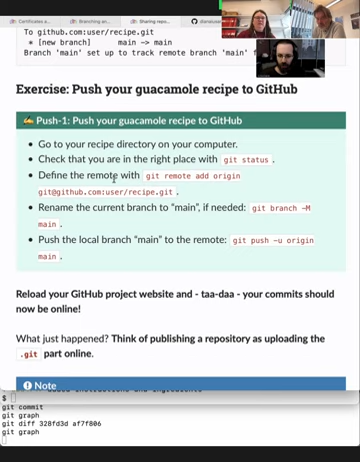 Certificates a
Branching an
Sharing repo
To github.com:user/recipe.git
* [new branch] main -> main
Branch 'main' set up to track remote branch 'main'
Exercise: Push your guacamole recipe to GitHub
Push-1: Push your guacamole recipe to GitHub
Go to your recipe directory on your computer.
Check that you are in the right place with git status .
Define the remote with git remote add origin
git@github.com:user/recipe.git .
Rename the current branch to “main”, if needed: git branch -M
main .
Push the local branch “main” to the remote: git push -u origin
main .
Reload your GitHub project website and - taa-daa - your commits should
now be online!
What just happened? Think of publishing a repository as uploading the
.git part online.
Note
$
git commit
git graph
git diff 328fd3d af7f806
git graph